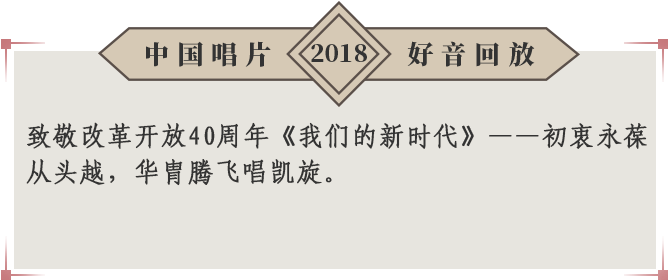 中国唱片 2018 好音回放
致敬改革开放40周年《我们的新时代》——初衷永葆
从头越，华胄腾飞唱凯旋。